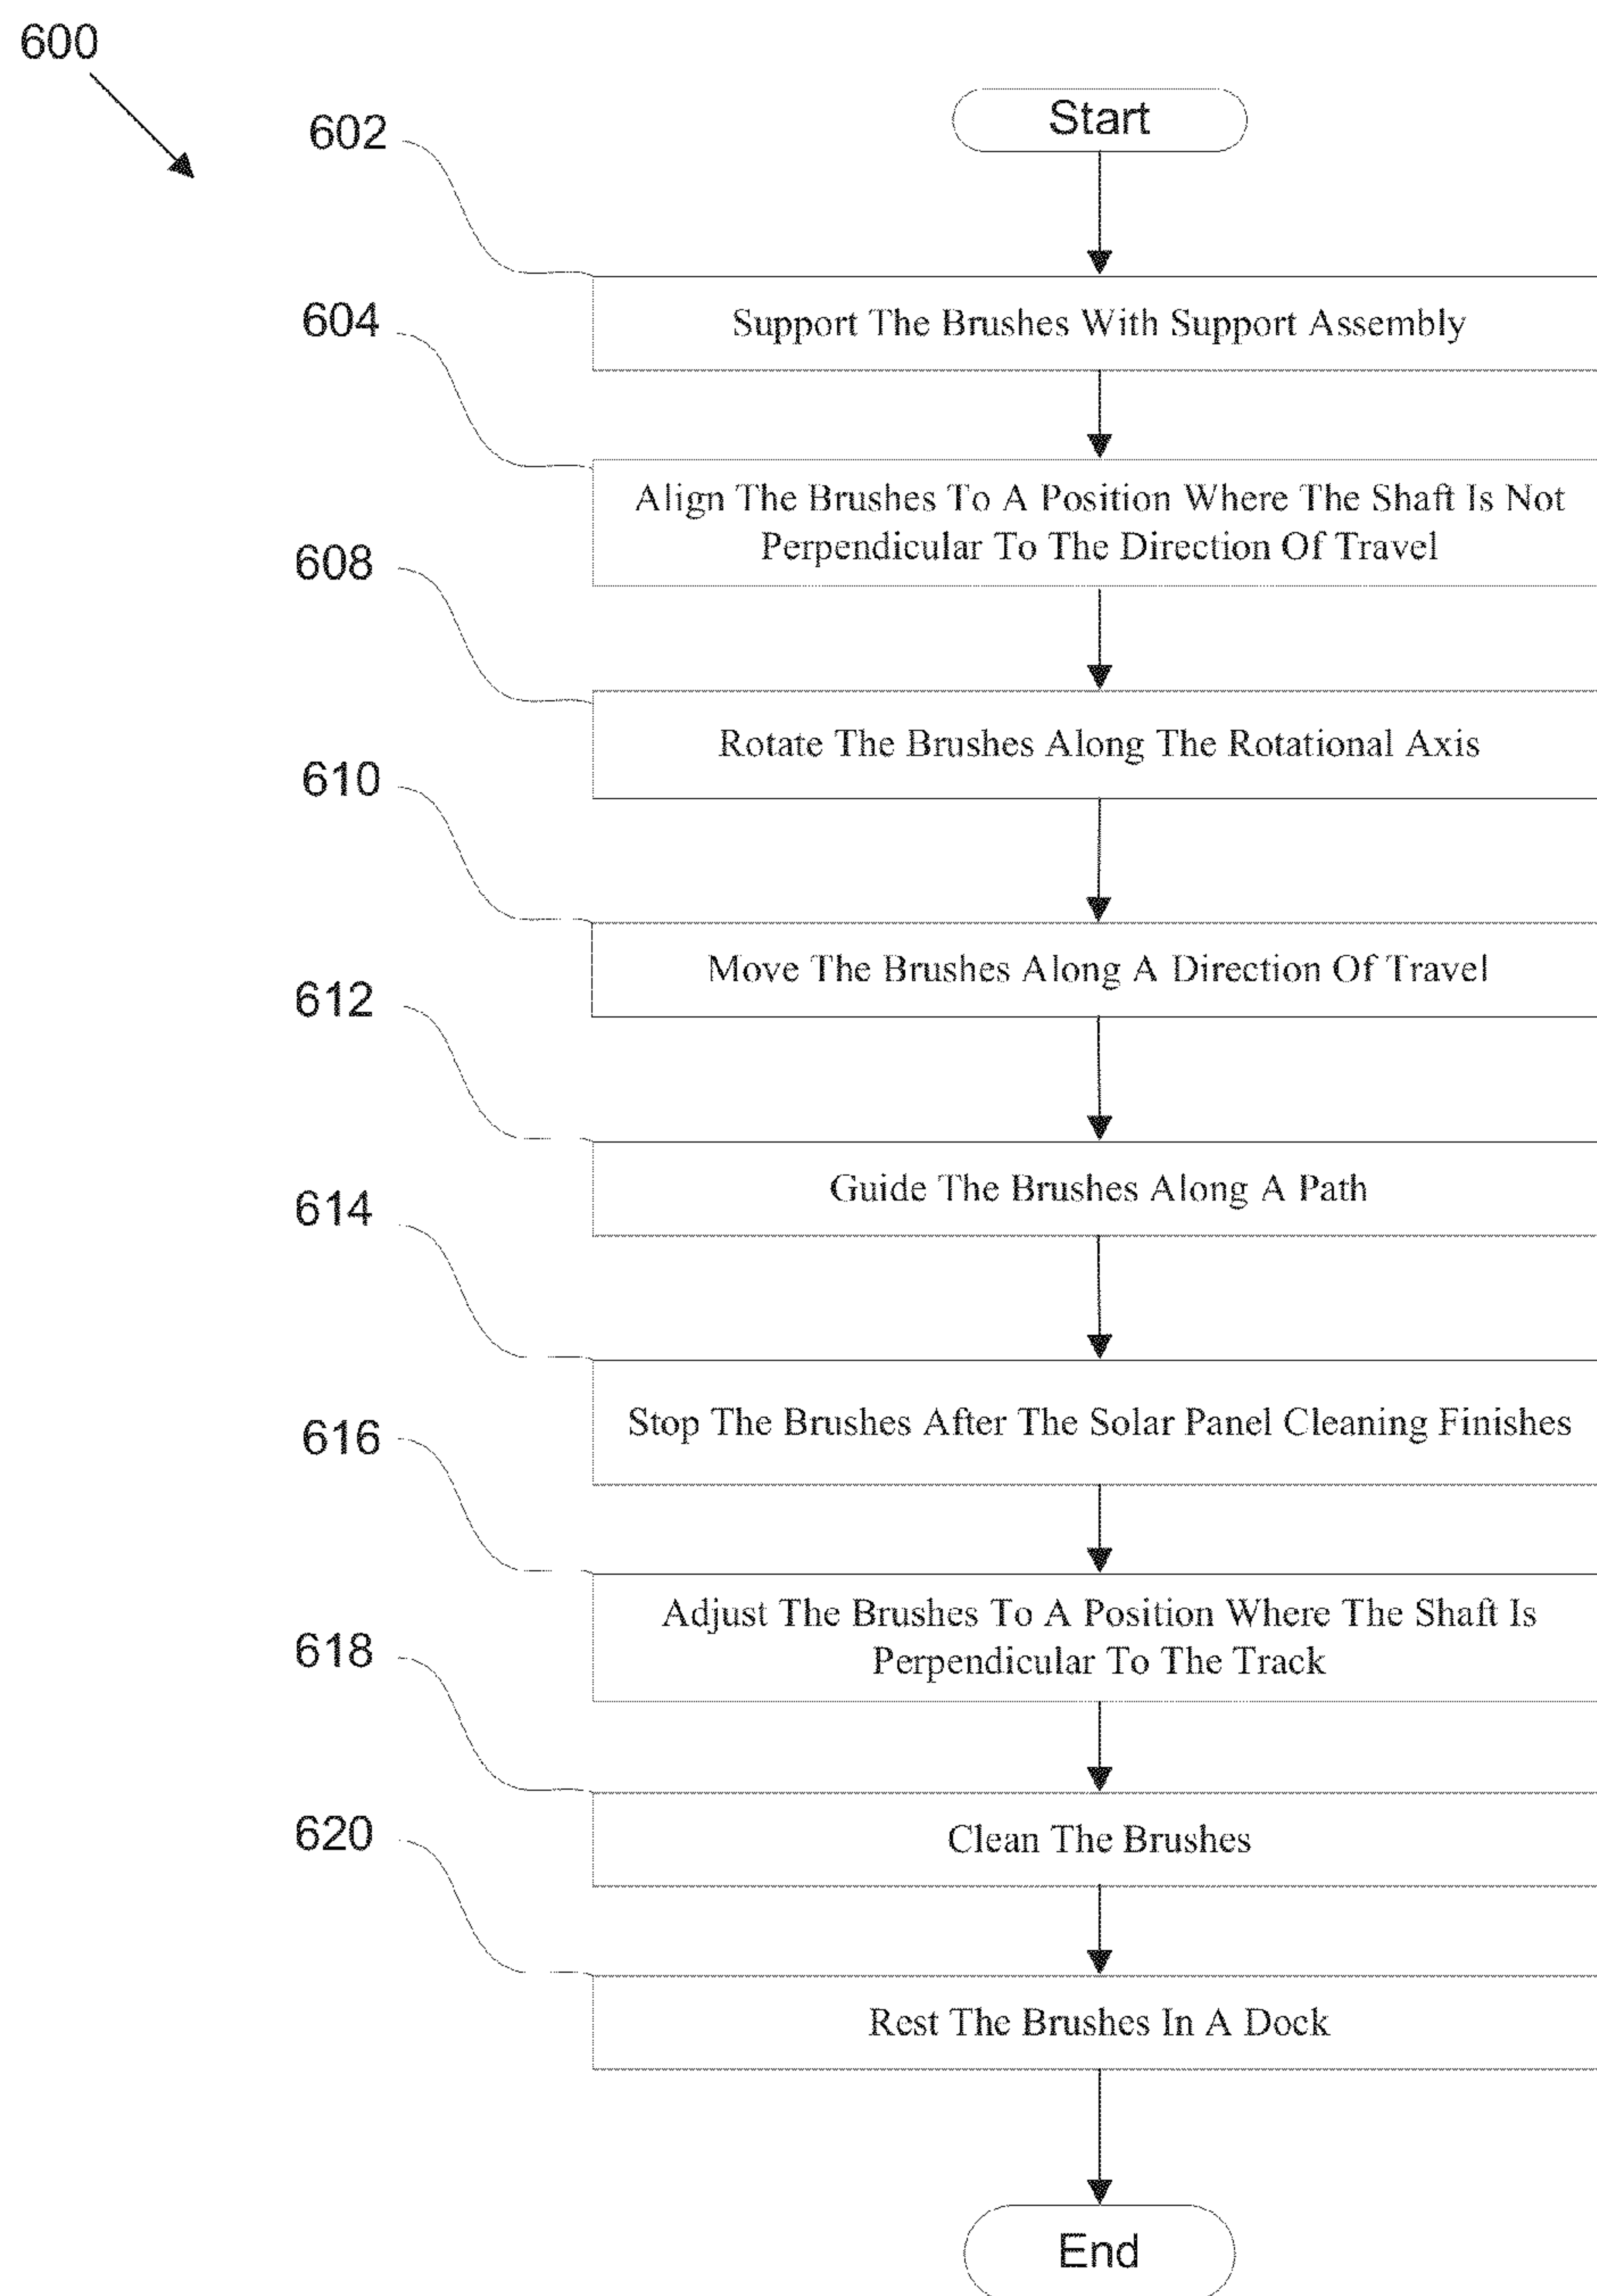 600
Start
602
Support The Brushes With Support Assembly
604
Align The Brushes To A Position Where The Shaft Is Not
Perpendicular To The Direction Of Travel
608
Rotate The Brushes Along The Rotational Axis
610
Move The Brushes Along A Direction Of Travel
612
Guide The Brushes Along A Path
614
Stop The Brushes After The Solar Panel Cleaning Finishes
616
Adjust The Brushes To A Position Where The Shaft Is
Perpendicular To The Track
618
Clean The Brushes
620
Rest The Brushes In A Dock
End